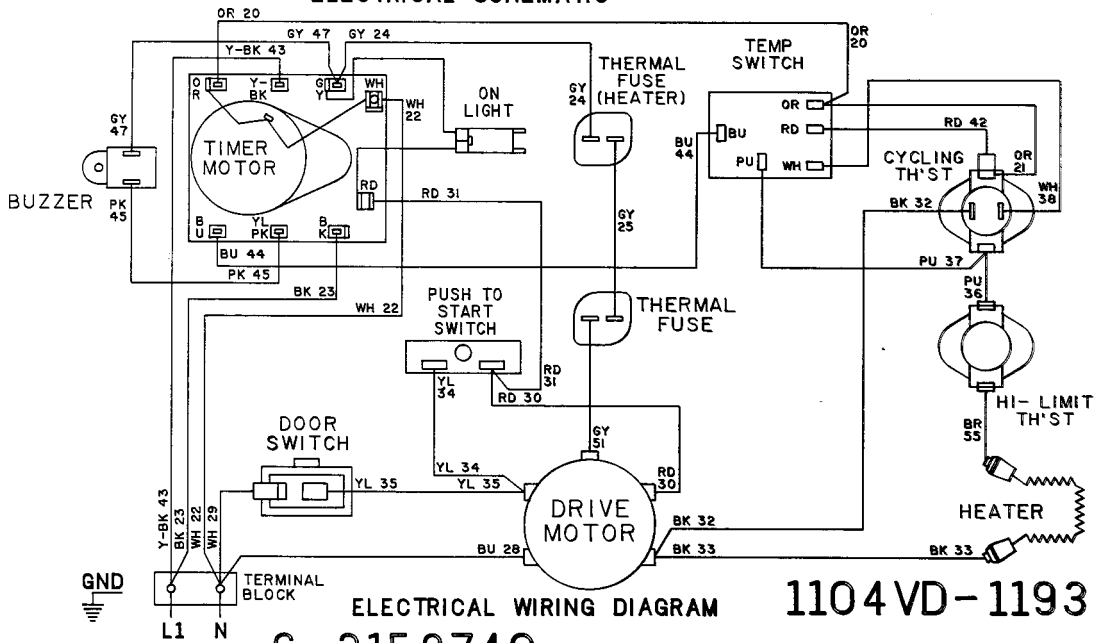 OR 20
GY 47
GY 24
Y-BK 43
OR
20
TEMP
SWITCH
THERMAL
FUSE
(HEATER)
ON
LIGHT
O
R
Y-
BK
G
Y
WH
WH
22
GY
24
GY
47
TIMER
MOTOR
BUZZER
PK
45
RD
RD 31
B
U
YL
PK
B
K
BU 44
PK 45
BK 23
WH 22
BU
44
BU
OR
RD
PU
WH
RD 42
CYCLING
TH'ST
OR
21
WH
38
BK 32
GY
25
PU 37
PU
36
PUSH TO
START
SWITCH
THERMAL
FUSE
YL
34
RD
31
RD 30
HI-LIMIT
TH'ST
BR
55
DOOR
SWITCH
GY
51
YL 34
YL 35
YL 35
RD
30
DRIVE
MOTOR
HEATER
Y-BK 43
BK 23
WH 22
WH 29
BU 28
BK 32
BK 33
BK 33
GND
TERMINAL
BLOCK
L1
N
ELECTRICAL WIRING DIAGRAM
1104VD-1193